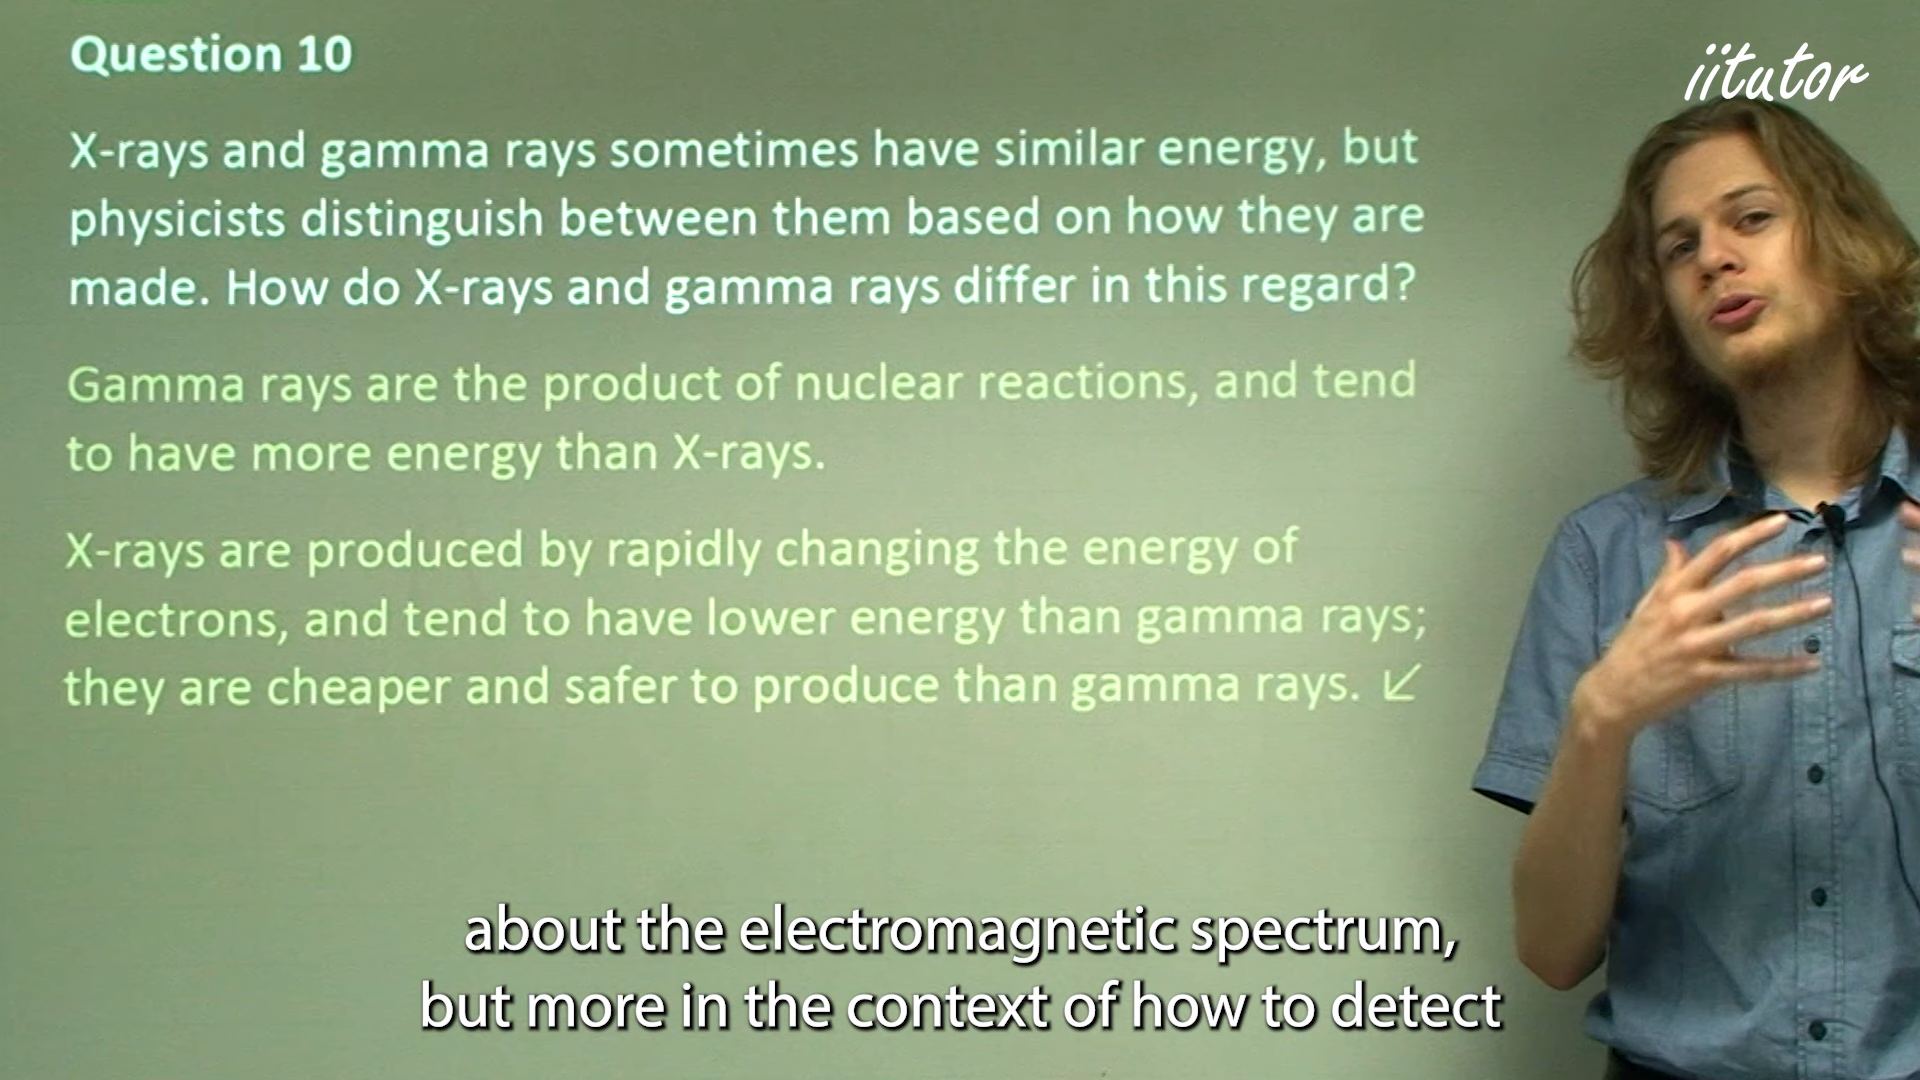 Question 10
iitutor
X-rays and gamma rays sometimes have similar energy, but
physicists distinguish between them based on how they are
made. How do X-rays and gamma rays differ in this regard?
Gamma rays are the product of nuclear reactions, and tend
to have more energy than X-rays.
X-rays are produced by rapidly changing the energy of
electrons, and tend to have lower energy than gamma rays;
they are cheaper and safer to produce than gamma rays. ↙
about the electromagnetic spectrum,
but more in the context of how to detect